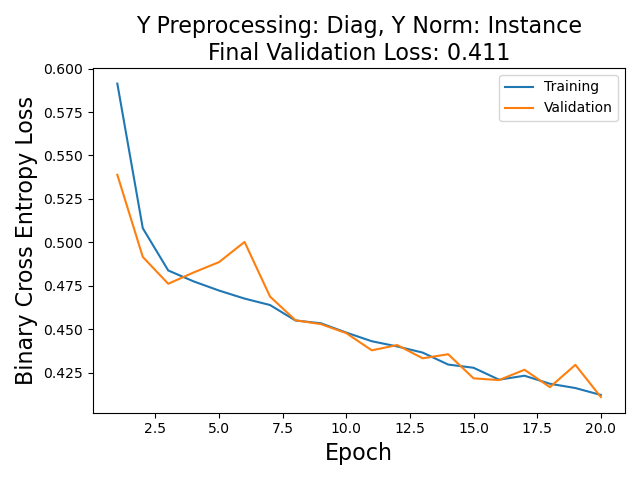 Y Preprocessing: Diag, Y Norm: Instance
Final Validation Loss: 0.411
Training
Validation
Binary Cross Entropy Loss
0.600
0.575
0.550
0.525
0.500
0.475
0.450
0.425
2.5 5.0 7.5 10.0 12.5 15.0 17.5 20.0
Epoch